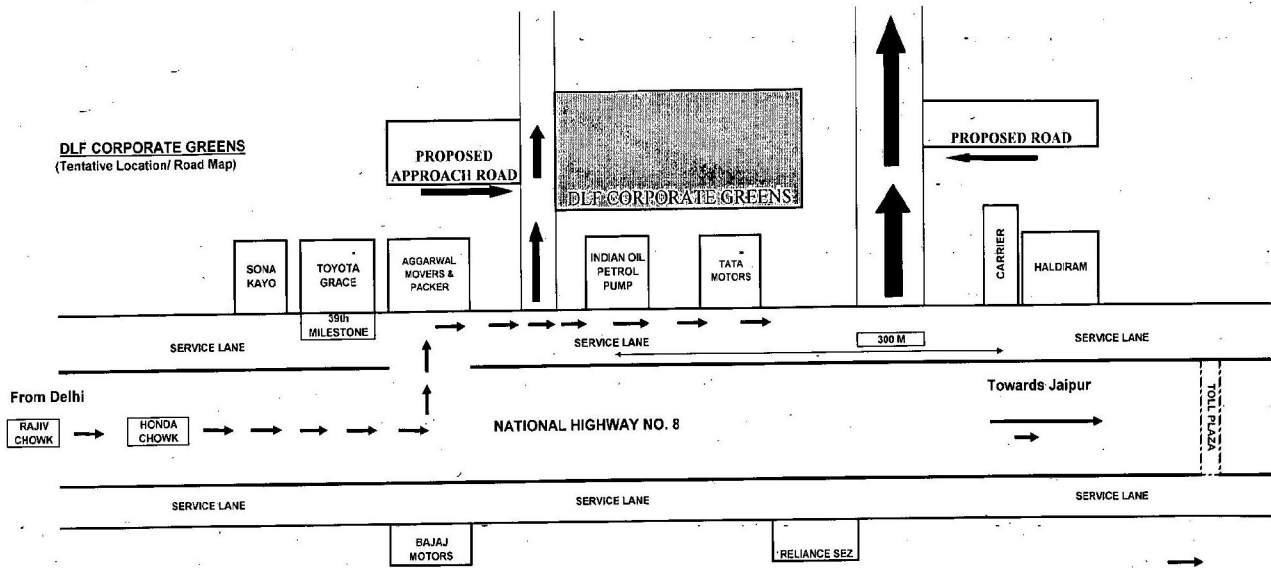 DLF CORPORATE GREENS
(Tentative Location/ Road Map)
PROPOSED
APPROACH ROAD
DLF CORPORATE GREENS
PROPOSED ROAD
SONA
KAYO
TOYOTA
GRACE
AGGARWAL
MOVERS &
PACKER
INDIAN OIL
PETROL
PUMP
TATA
MOTORS
CARRIER
HALDIRAM
39th
MILESTONE
SERVICE LANE
SERVICE LANE
300 M
SERVICE LANE
From Delhi
Towards Jaipur
RAJIV
CHOWK
HONDA
CHOWK
NATIONAL HIGHWAY NO. 8
TOLL PLAZA
SERVICE LANE
SERVICE LANE
SERVICE LANE
BAJAJ
MOTORS
RELIANCE SEZ